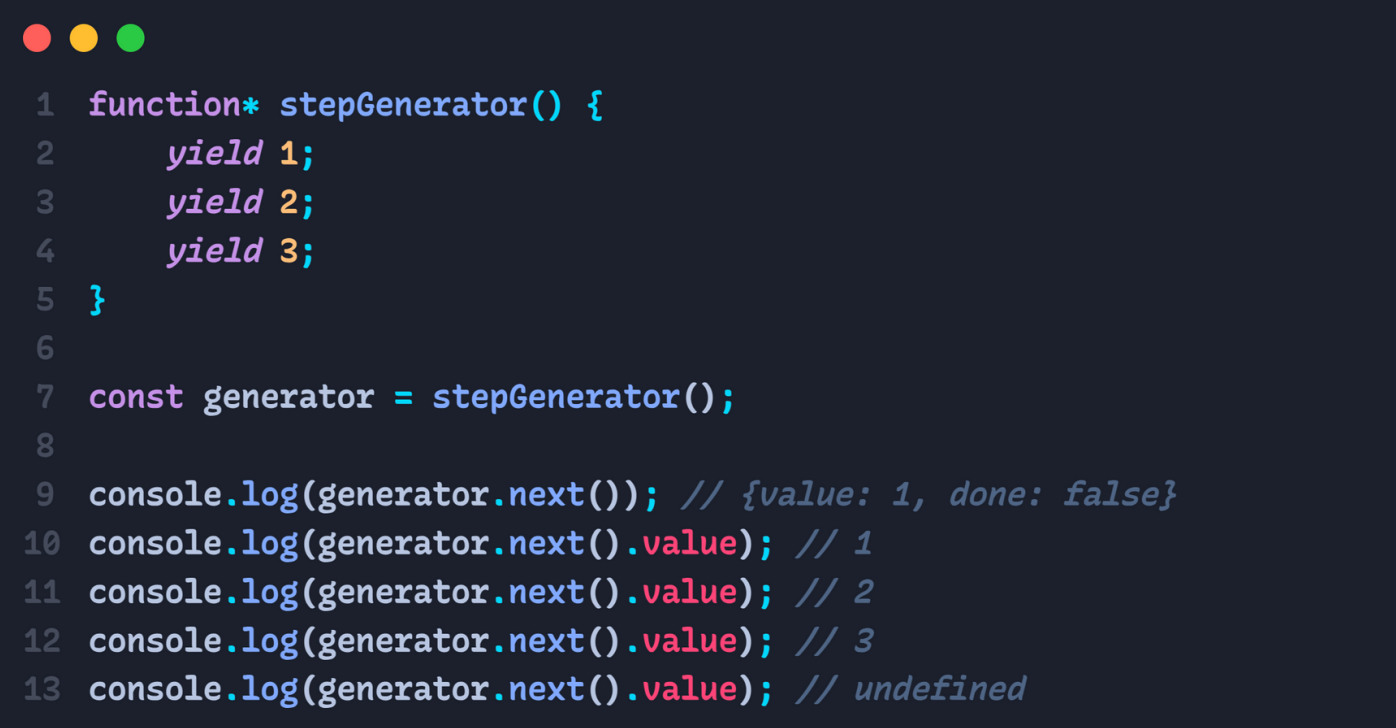 1 function* stepGenerator() {
2     yield 1;
3     yield 2;
4     yield 3;
5 }
6
7 const generator = stepGenerator();
8
9 console.log(generator.next()); // {value: 1, done: false}
10 console.log(generator.next().value); // 1
11 console.log(generator.next().value); // 2
12 console.log(generator.next().value); // 3
13 console.log(generator.next().value); // undefined